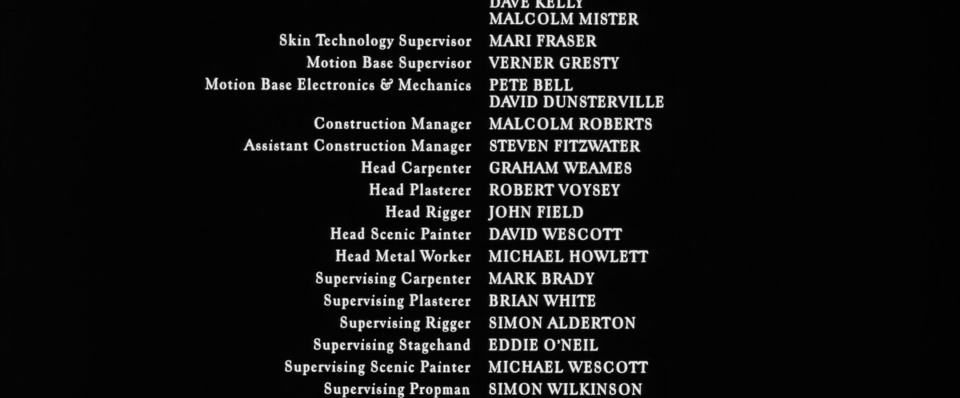 DAVE KELLY
MALCOLM MISTER
Skin Technology Supervisor MARI FRASER
Motion Base Supervisor VERNER GRESTY
Motion Base Electronics & Mechanics PETE BELL
DAVID DUNSTERVILLE
Construction Manager MALCOLM ROBERTS
Assistant Construction Manager STEVEN FITZWATER
Head Carpenter GRAHAM WEAMES
Head Plasterer ROBERT VOYSEY
Head Rigger JOHN FIELD
Head Scenic Painter DAVID WESCOTT
Head Metal Worker MICHAEL HOWLETT
Supervising Carpenter MARK BRADY
Supervising Plasterer BRIAN WHITE
Supervising Rigger SIMON ALDERTON
Supervising Stagehand EDDIE O'NEIL
Supervising Scenic Painter MICHAEL WESCOTT
Supervising Propman SIMON WILKINSON